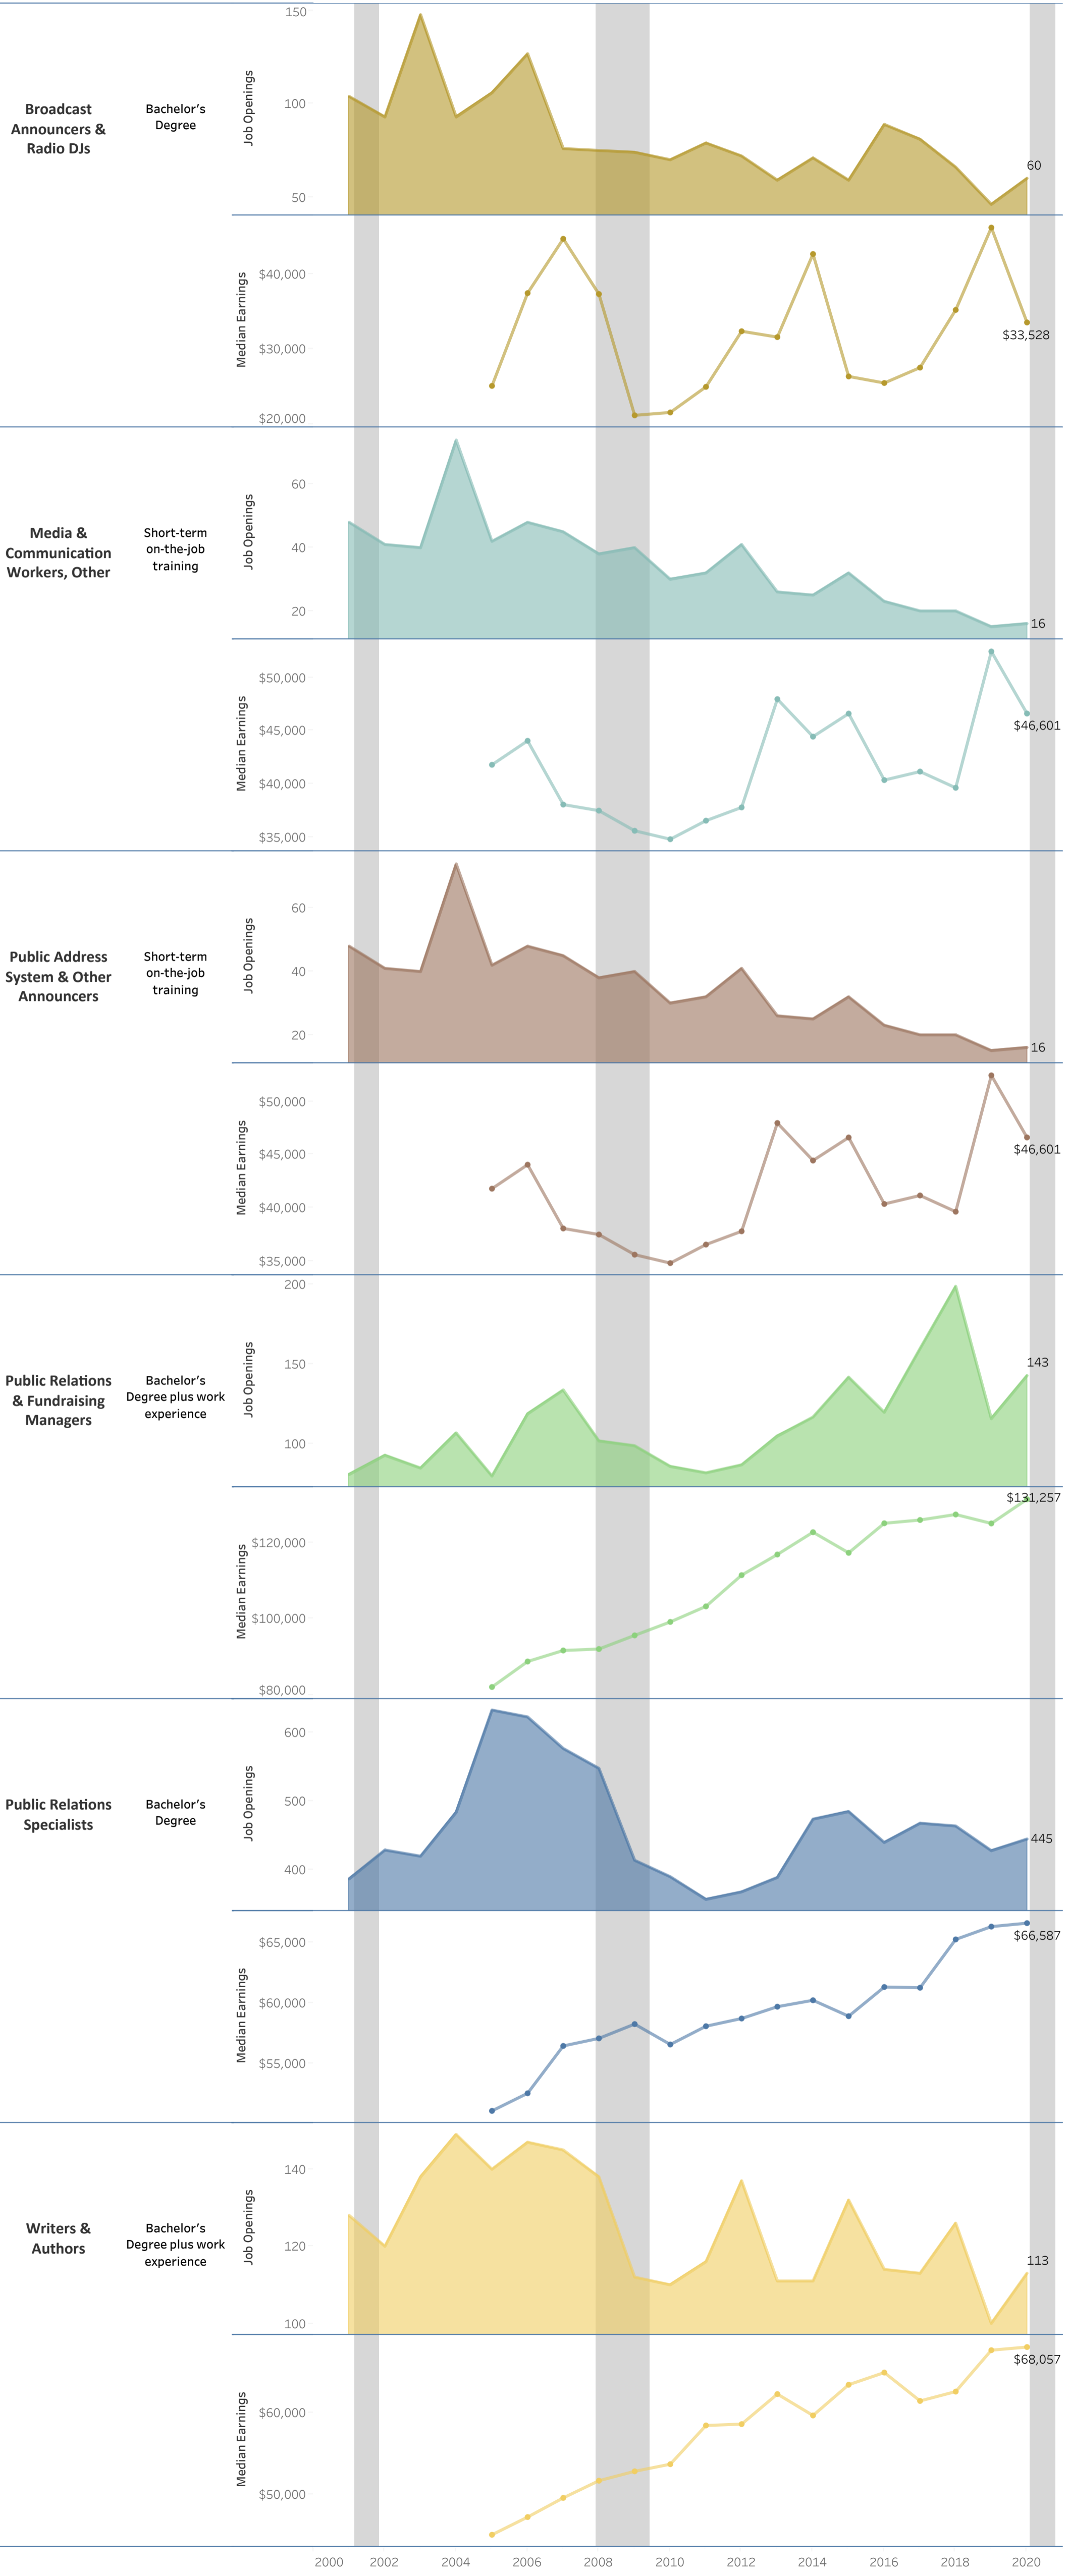 Broadcast
Announcers &
Radio DJs
Bachelor's
Degree
Job Openings
150
100
50
60
Median Earnings
$40,000
$30,000
$20,000
$33,528
Media &
Communication
Workers, Other
Short-term
on-the-job
training
Job Openings
60
40
20
16
Median Earnings
$50,000
$45,000
$40,000
$35,000
$46,601
Public Address
System & Other
Announcers
Short-term
on-the-job
training
Job Openings
60
40
20
16
Median Earnings
$50,000
$45,000
$40,000
$35,000
$46,601
Public Relations
& Fundraising
Managers
Bachelor's
Degree plus work
experience
Job Openings
200
150
100
143
Median Earnings
$120,000
$100,000
$80,000
$131,257
Public Relations
Specialists
Bachelor's
Degree
Job Openings
600
500
400
445
Median Earnings
$65,000
$60,000
$55,000
$66,587
Writers &
Authors
Bachelor's
Degree plus work
experience
Job Openings
140
120
100
113
Median Earnings
$60,000
$50,000
$68,057
2000 2002 2004 2006 2008 2010 2012 2014 2016 2018 2020